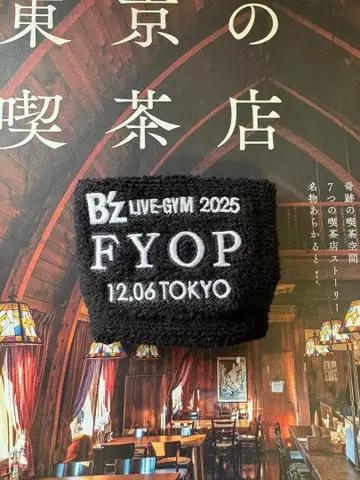 東京の
喫茶店
奇跡の喫茶空間
7つの喫茶店ストーリー
名物あらかると
B'z LIVE-GYM 2025
FYOP
12.06 TOKYO